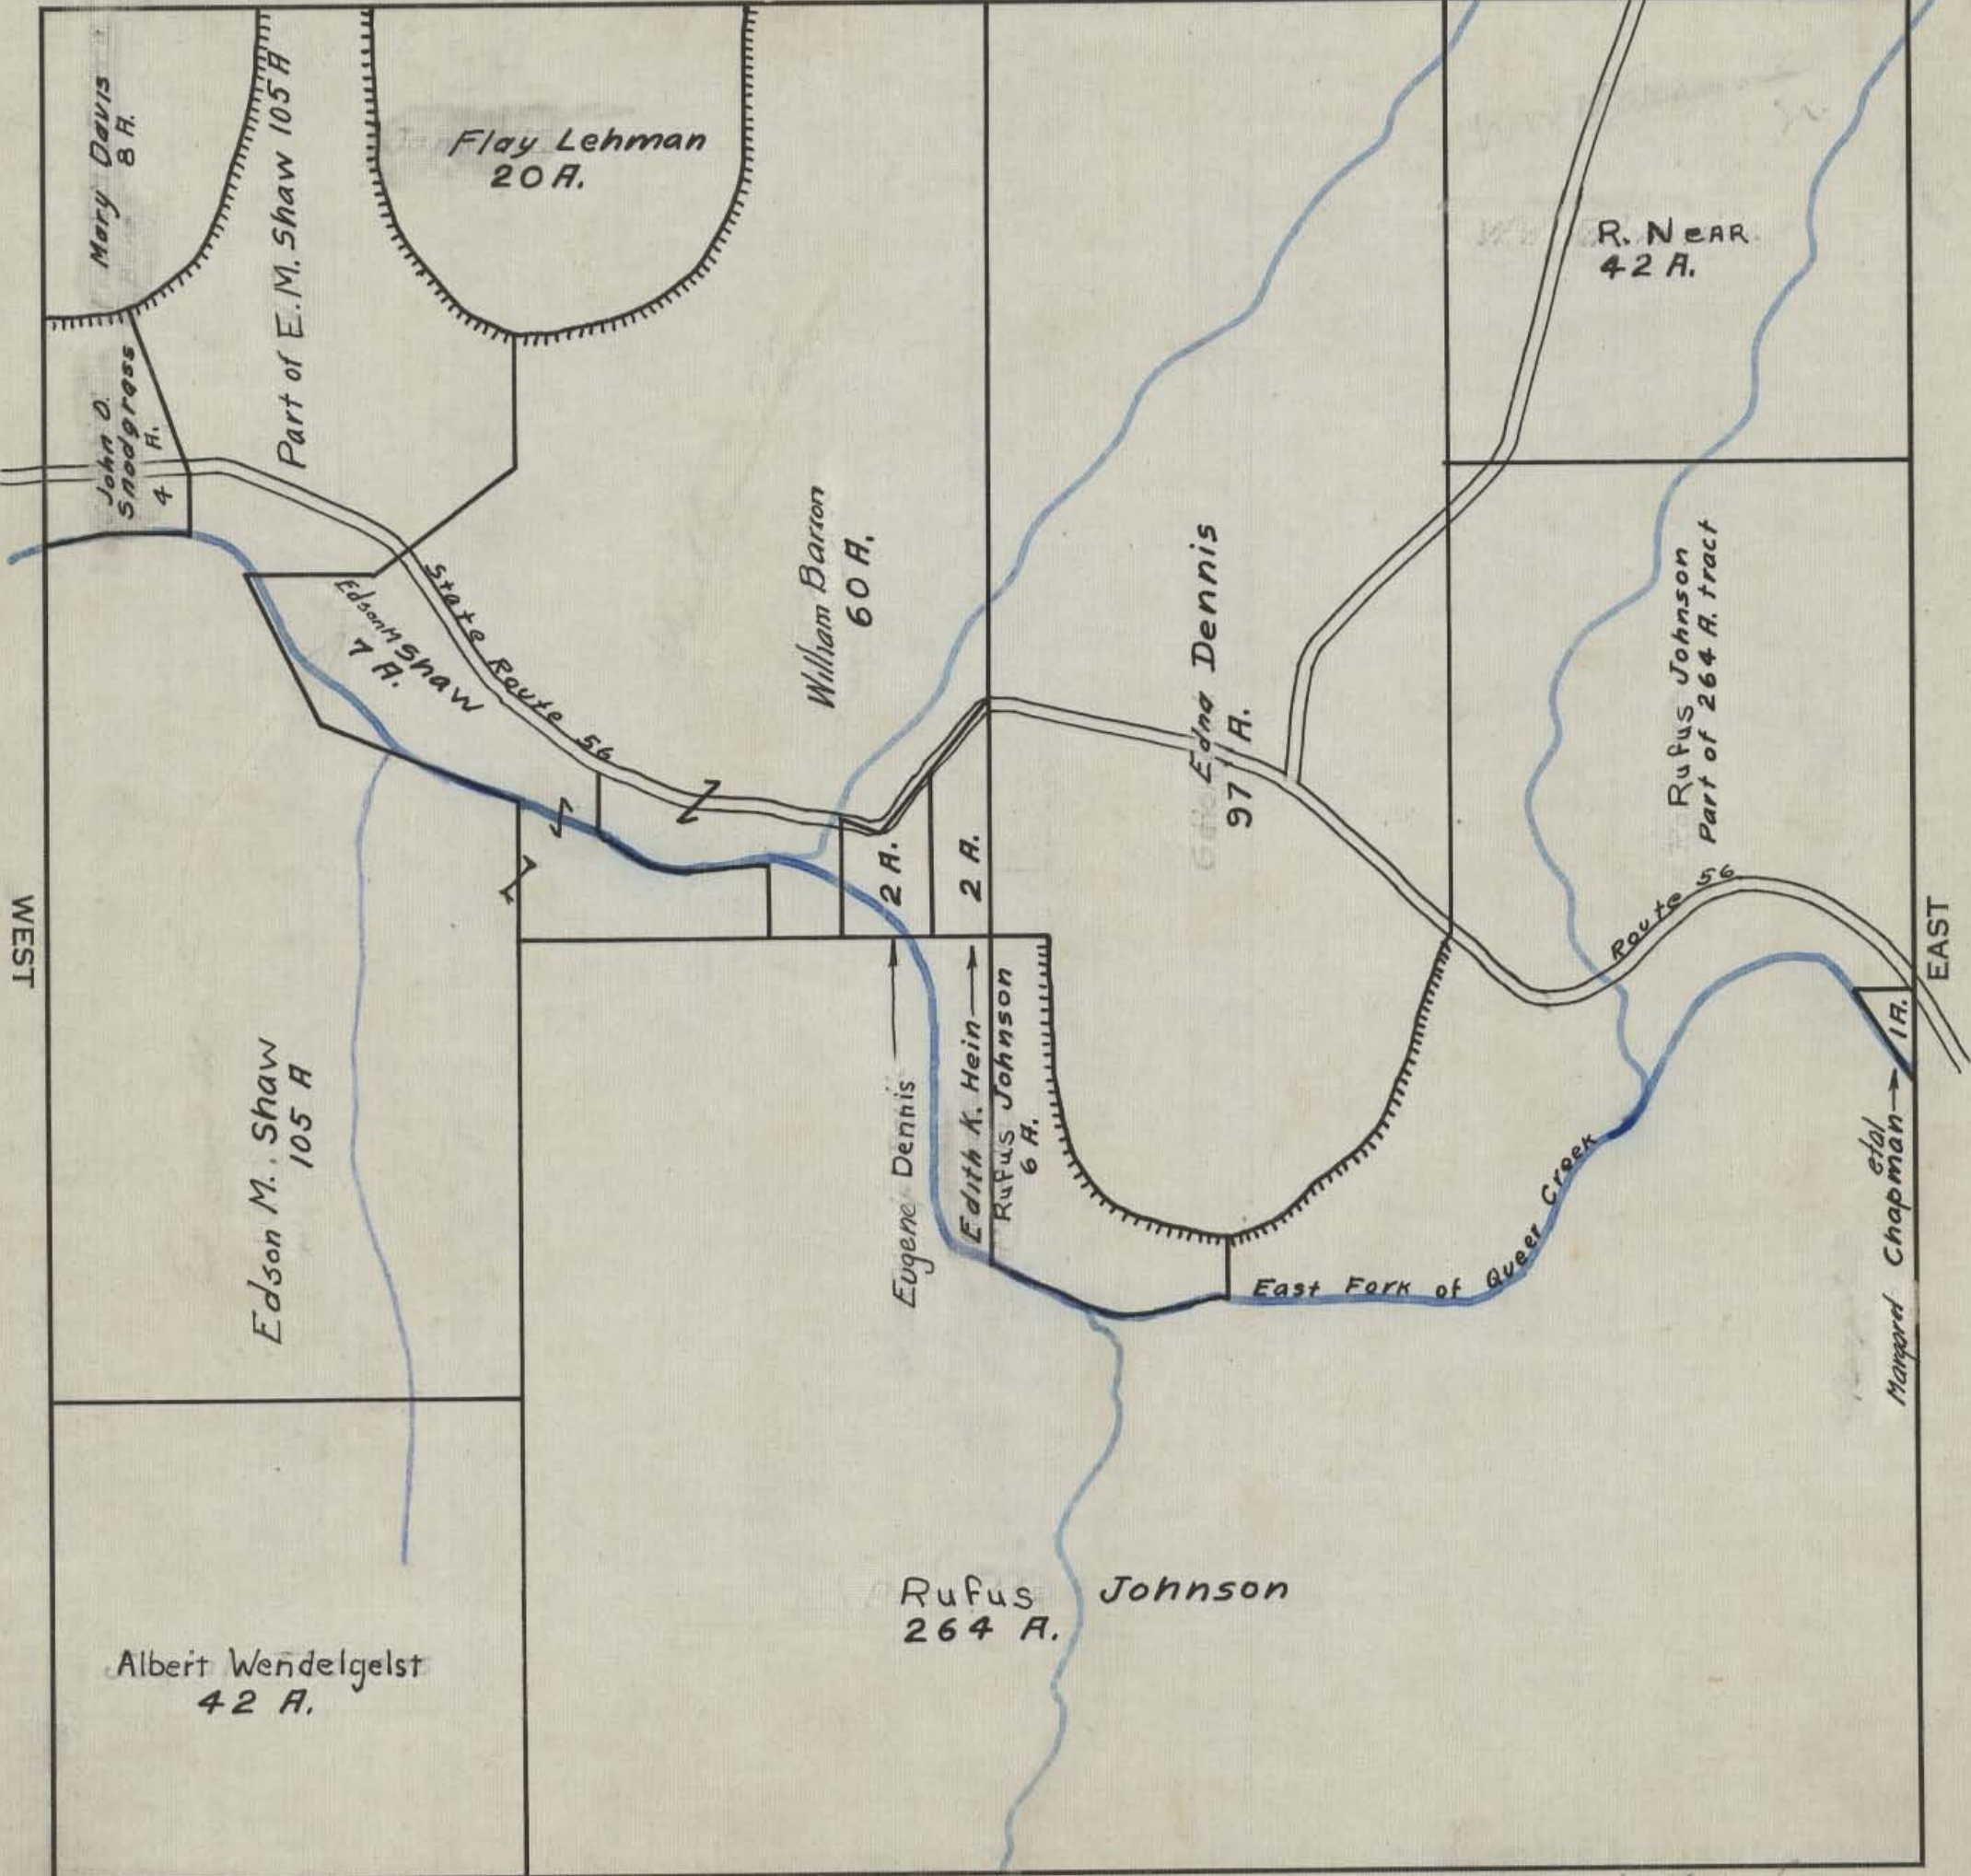 Mary Davis
8 A.
Part of E.M. Shaw 105 A
Flay Lehman
20 A.
R. NEAR
42 A.
John O.
Snodgrass
4 A.
Edson M Shaw
7 A.
State Route 56
William Barron
60 A.
Edna Dennis
97 A.
Rufus Johnson
Part of 264 A. tract
2 A.
2 A.
Route 56
WEST
EAST
1 A.
Edson M. Shaw
105 A
Eugene Dennis
Edith K. Hein
Rufus Johnson
6 A.
East Fork of Queer Creek
etal
Chapman
Rufus Johnson
264 A.
Albert Wendelgelst
42 A.